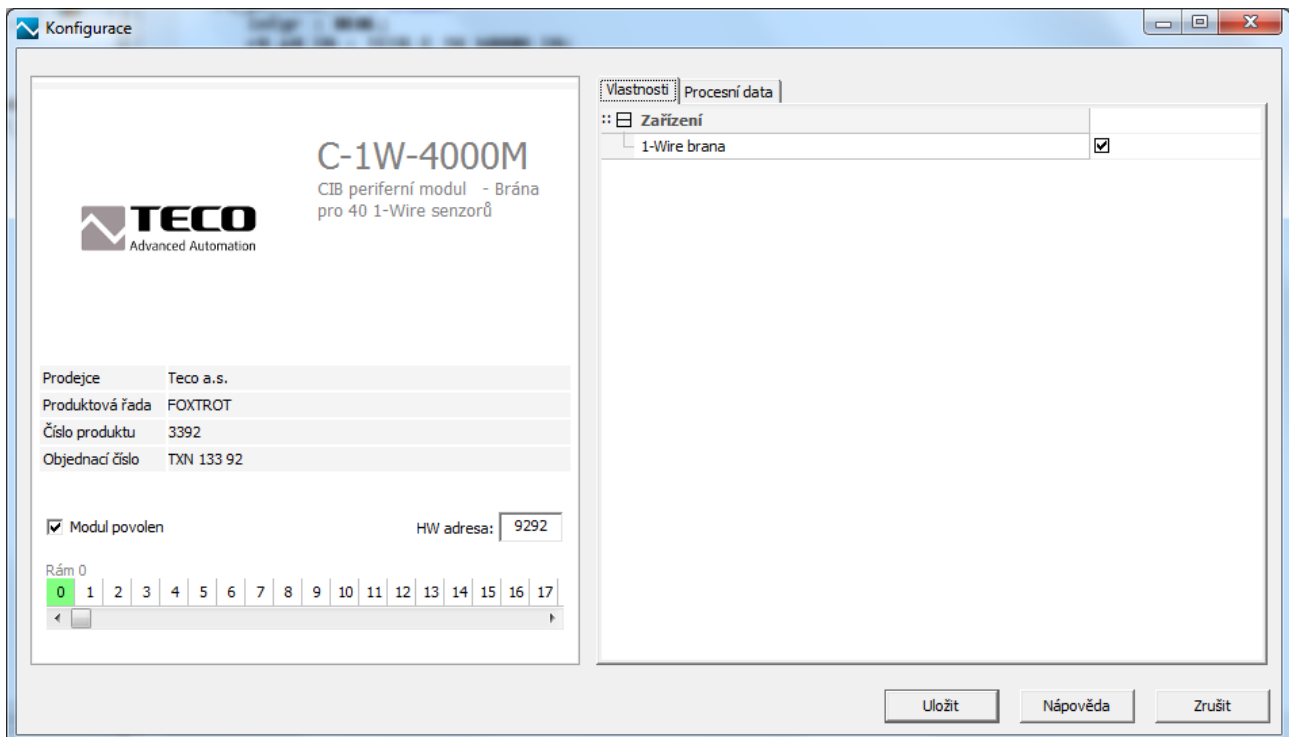 Konfigurace
C-1W-4000M
CIB periferní modul - Brána
pro 40 1-Wire senzorů
TECO
Advanced Automation
Prodejce Teco a.s.
Produktová řada FOXTROT
Číslo produktu 3392
Objednací číslo TXN 133 92
Modul povolen HW adresa: 9292
Rám 0
0 1 2 3 4 5 6 7 8 9 10 11 12 13 14 15 16 17
Vlastnosti Procesní data
Zařízení
1-Wire brana
Uložit Nápověda Zrušit